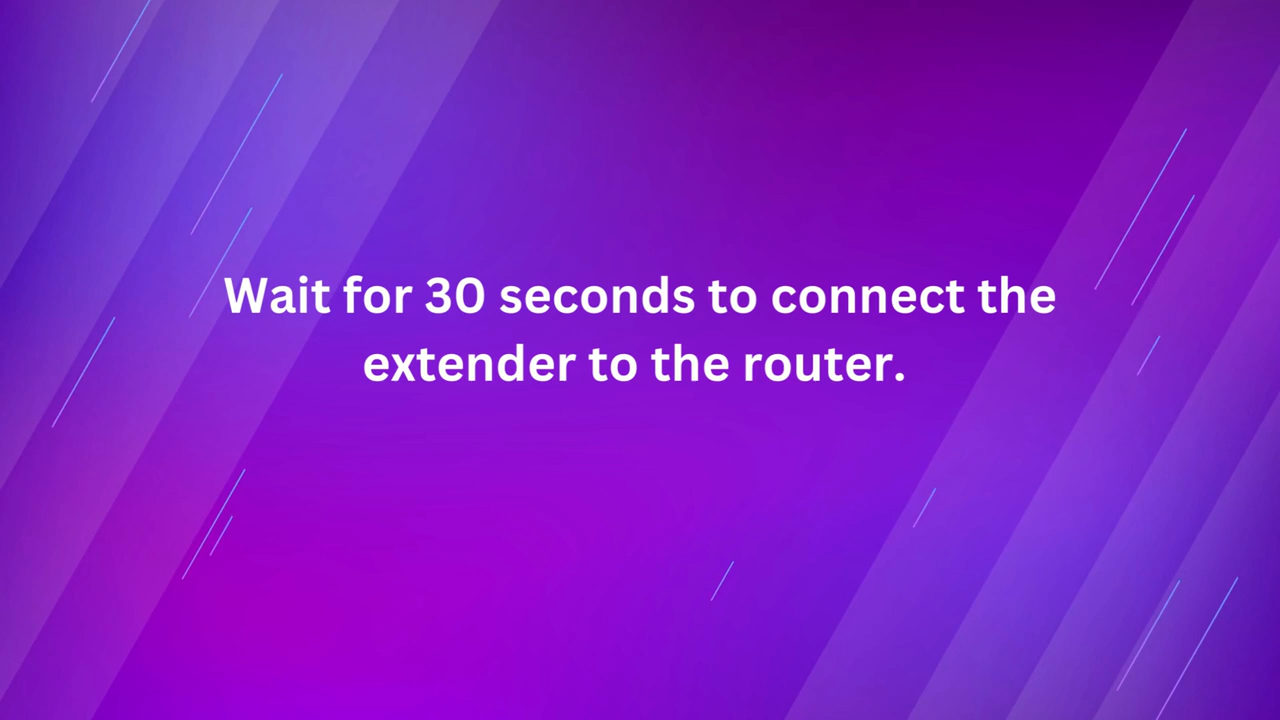 Wait for 30 seconds to connect the
extender to the router.